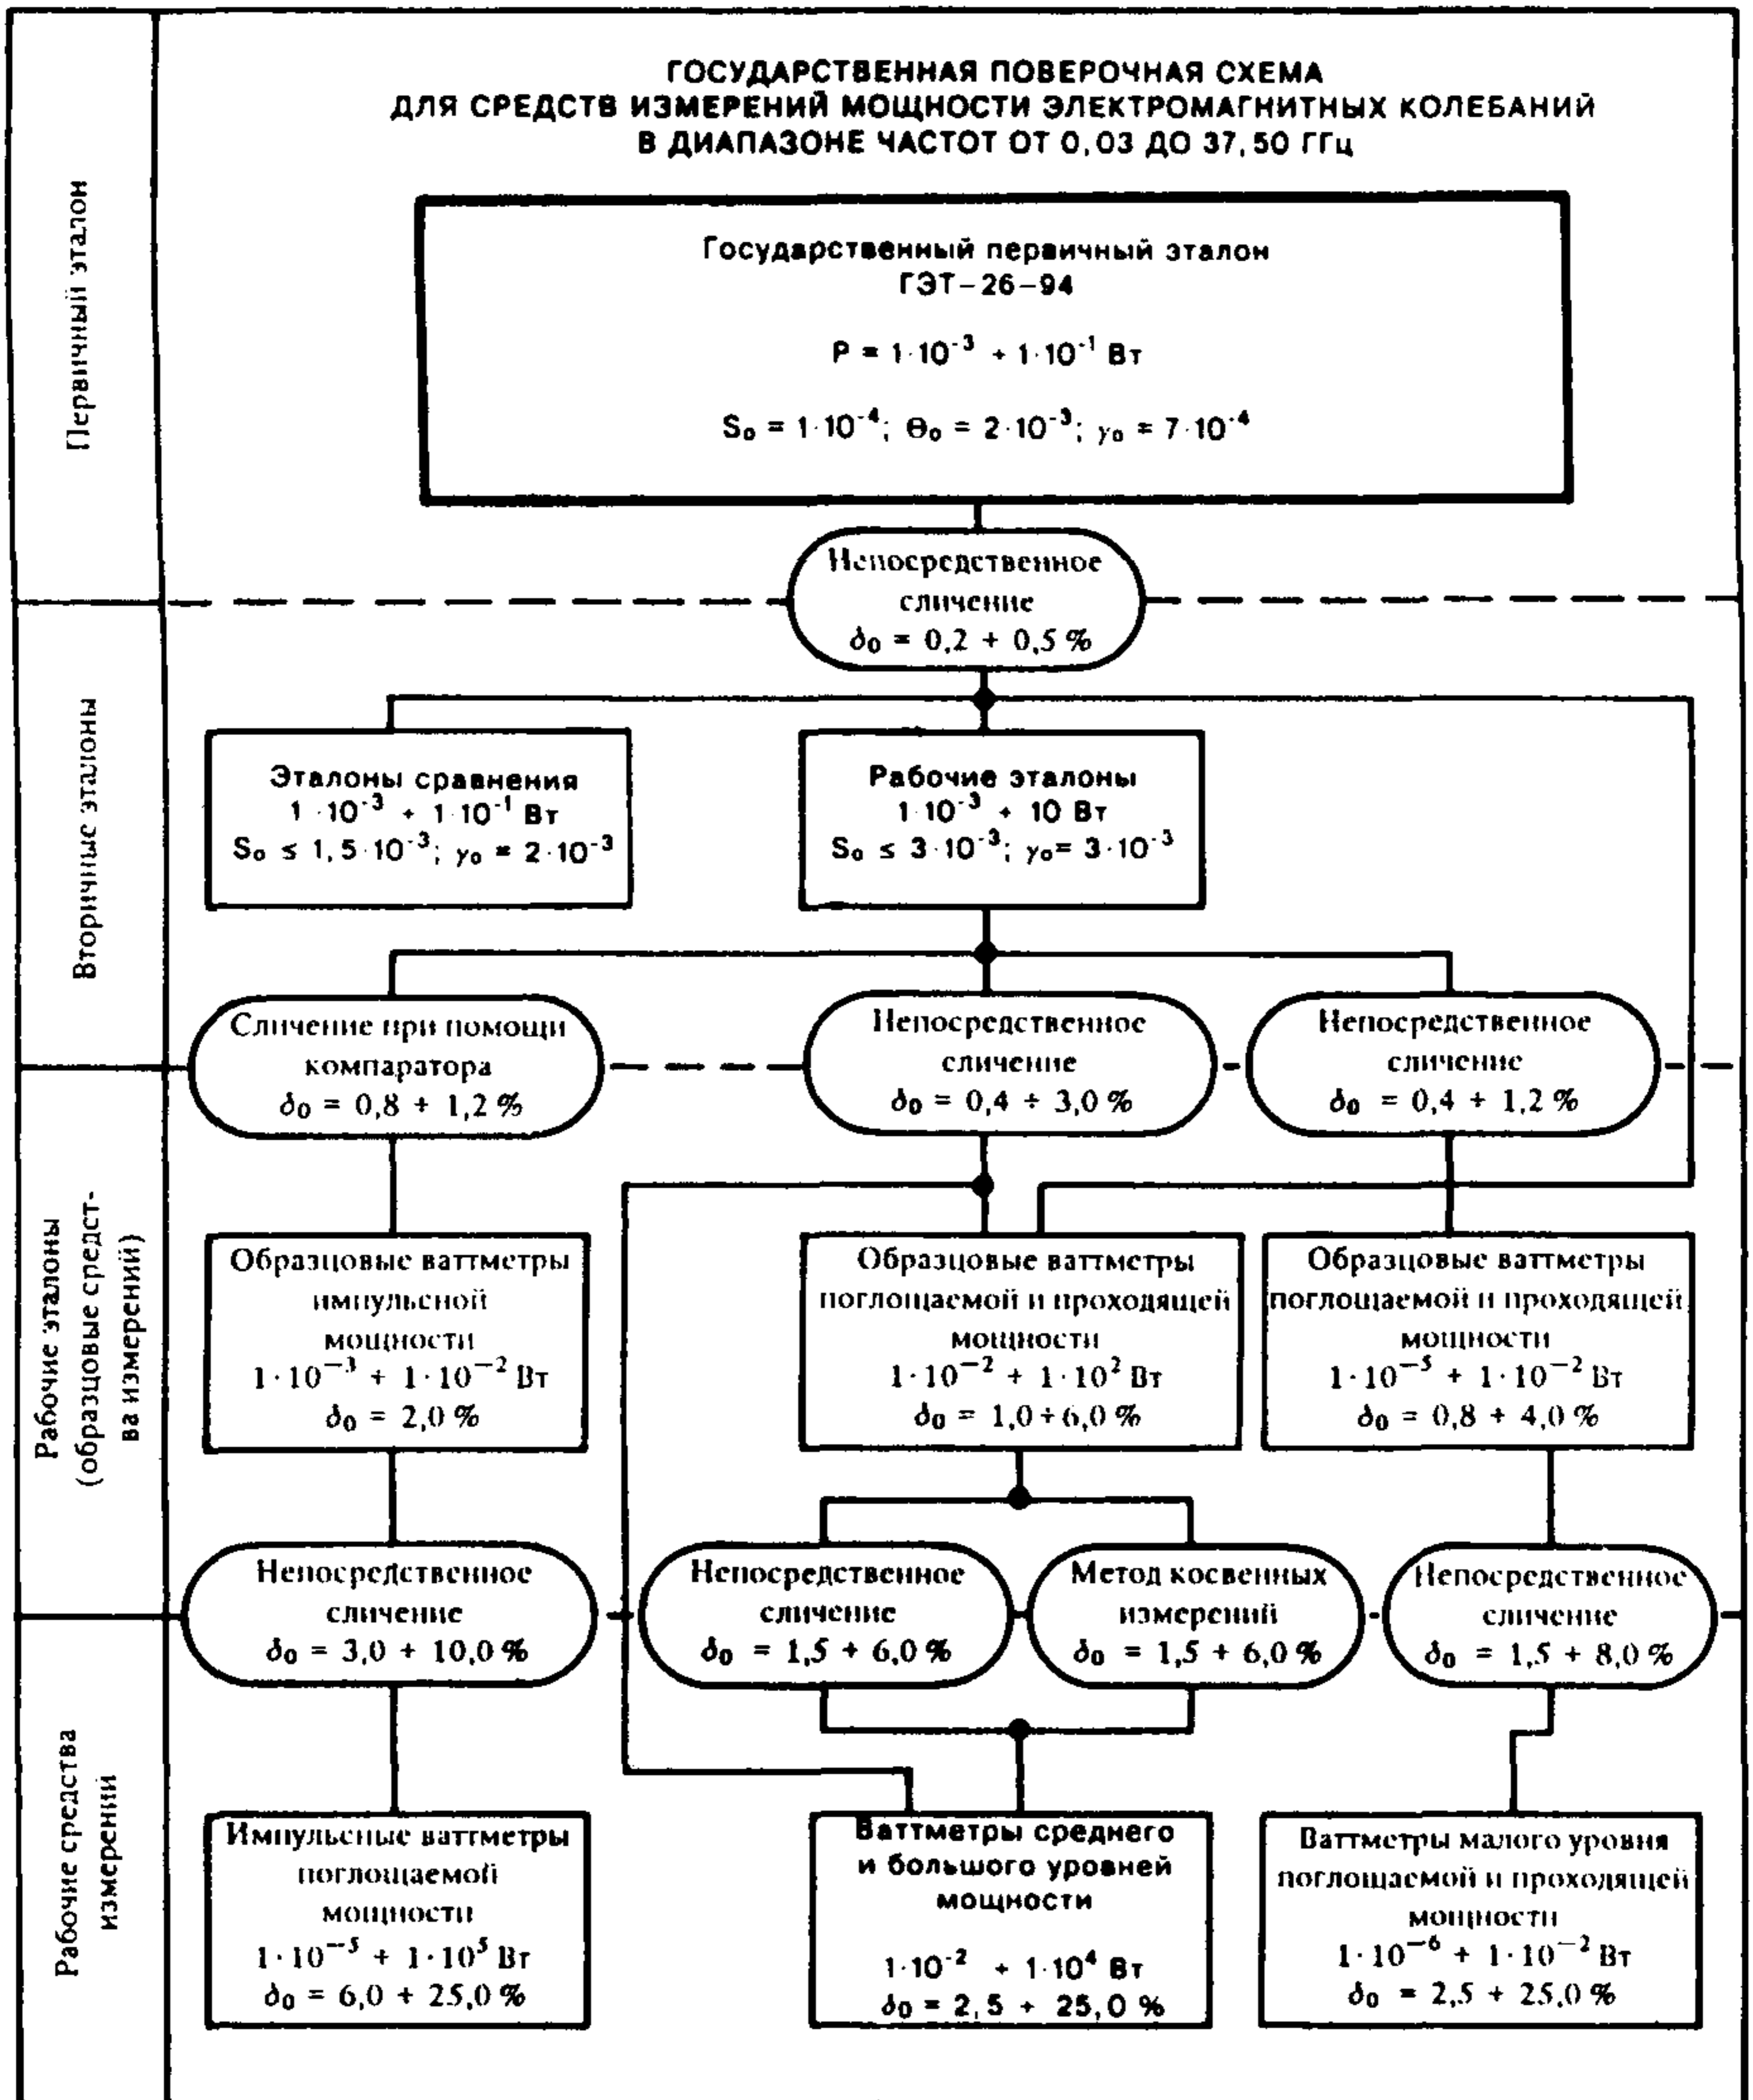 ГОСУДАРСТВЕННАЯ ПОВЕРОЧНАЯ СХЕМА
ДЛЯ СРЕДСТВ ИЗМЕРЕНИЙ МОЩНОСТИ ЭЛЕКТРОМАГНИТНЫХ КОЛЕБАНИЙ
В ДИАПАЗОНЕ ЧАСТОТ ОТ 0,03 ДО 37,50 ГГц
Первичный эталон
Государственный первичный эталон
ГЭТ-26-94
P = 1·10⁻³ + 1·10⁻¹ Вт
S₀ = 1·10⁻⁴; Θ₀ = 2·10⁻³; γ₀ = 7·10⁻⁴
Непосредственное
сличение
δ₀ = 0,2 + 0,5 %
Вторичные эталоны
Эталоны сравнения
1·10⁻³ + 1·10⁻¹ Вт
S₀ ≤ 1,5·10⁻³; γ₀ = 2·10⁻³
Рабочие эталоны
1·10⁻³ + 10 Вт
S₀ ≤ 3·10⁻³; γ₀= 3·10⁻³
Сличение при помощи
компаратора
δ₀ = 0,8 + 1,2 %
Непосредственное
сличение
δ₀ = 0,4 ÷ 3,0 %
Непосредственное
сличение
δ₀ = 0,4 + 1,2 %
Рабочие эталоны
(образцовые средст-
ва измерений)
Образцовые ваттметры
импульсной
мощности
1·10⁻³ + 1·10⁻² Вт
δ₀ = 2,0 %
Образцовые ваттметры
поглощаемой и проходящей
мощности
1·10⁻² + 1·10² Вт
δ₀ = 1,0÷6,0 %
Образцовые ваттметры
поглощаемой и проходящей
мощности
1·10⁻⁵ + 1·10⁻² Вт
δ₀ = 0,8 + 4,0 %
Непосредственное
сличение
δ₀ = 3,0 + 10,0 %
Непосредственное
сличение
δ₀ = 1,5 + 6,0 %
Метод косвенных
измерений
δ₀ = 1,5 + 6,0 %
Непосредственное
сличение
δ₀ = 1,5 + 8,0 %
Рабочие средства
измерений
Импульсные ваттметры
поглощаемой
мощности
1·10⁻⁵ + 1·10⁵ Вт
δ₀ = 6,0 + 25,0 %
Ваттметры среднего
и большого уровней
мощности
1·10⁻² + 1·10⁴ Вт
δ₀ = 2,5 + 25,0 %
Ваттметры малого уровня
поглощаемой и проходящей
мощности
1·10⁻⁶ + 1·10⁻² Вт
δ₀ = 2,5 + 25,0 %